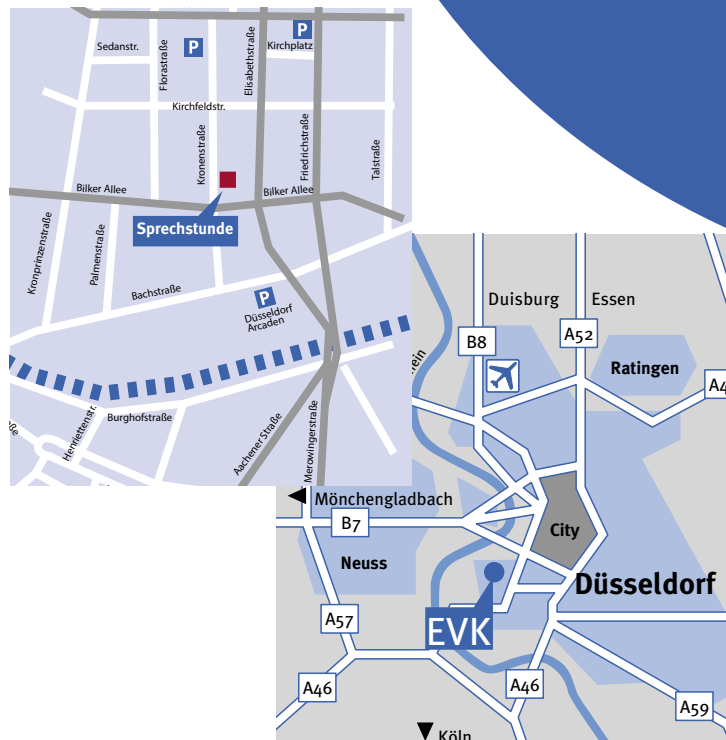 Sedanstr.
Florastraße
P
Elisabethstraße
P
Kirchplatz
Kirchfeldstr.
Kronenstraße
Friedrichstraße
Talstraße
Bilker Allee
Bilker Allee
Sprechstunde
Kronprinzenstraße
Palmenstraße
Bachstraße
P
Düsseldorf
Arcaden
Henriettenstr.
Burghofstraße
Aachener Straße
Merowingerstraße
Duisburg
Essen
B8
A52
Ratingen
Mönchengladbach
B7
City
Neuss
Düsseldorf
EVK
A57
A46
A46
A59
Köln